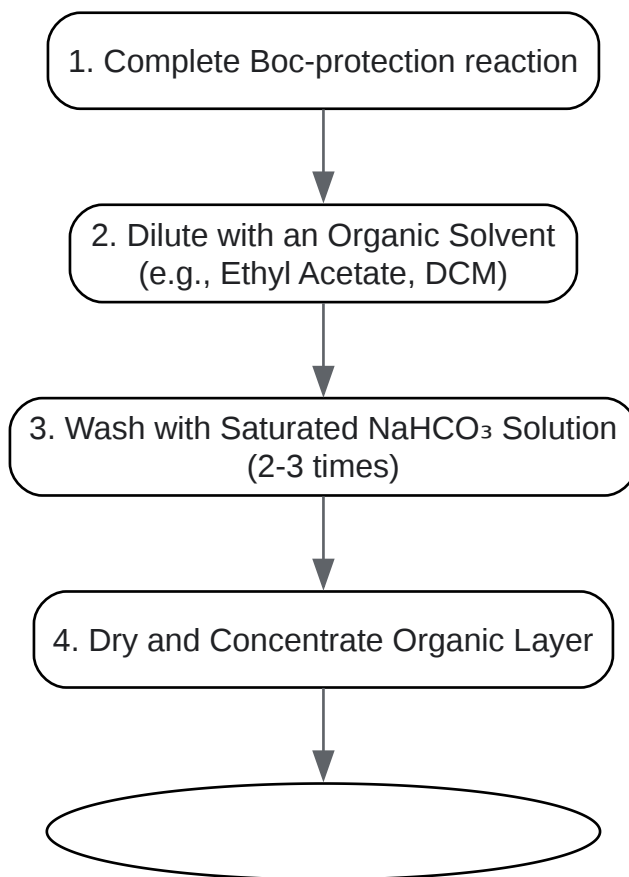 1. Complete Boc-protection reaction
2. Dilute with an Organic Solvent
(e.g., Ethyl Acetate, DCM)
3. Wash with Saturated NaHCO₃ Solution
(2-3 times)
4. Dry and Concentrate Organic Layer